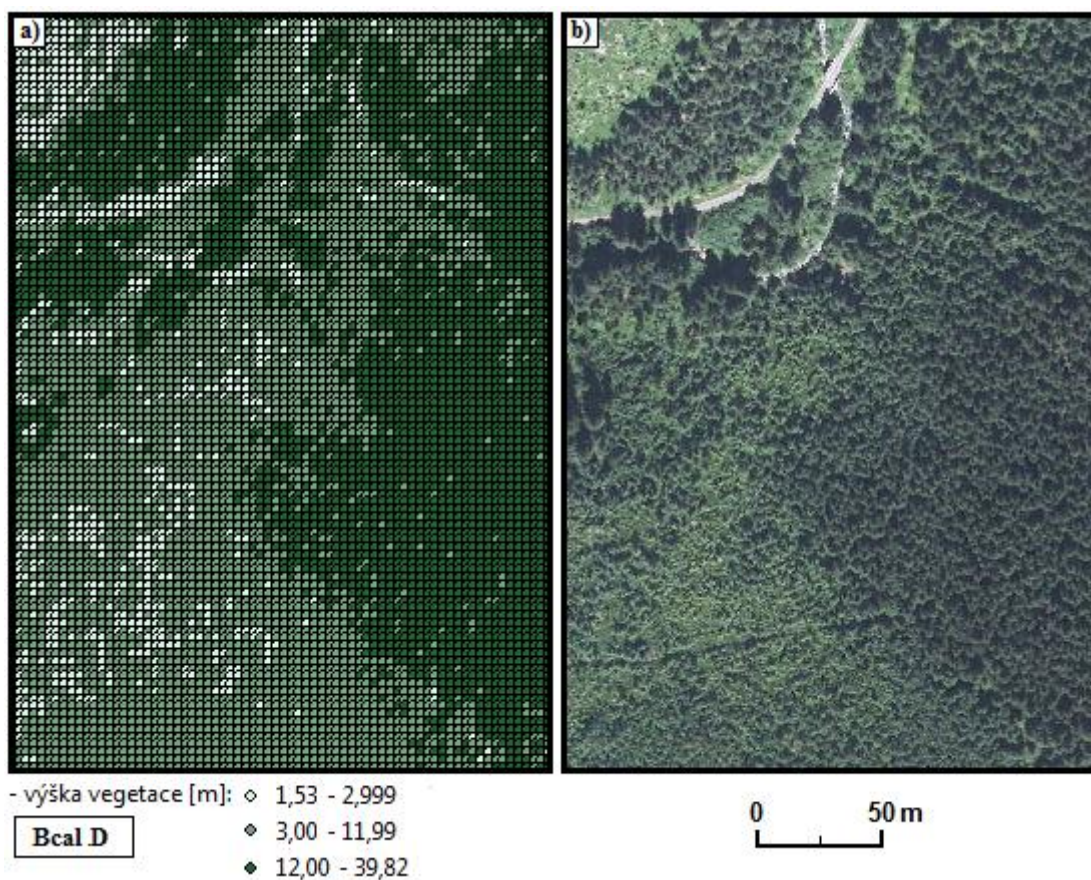 a)
b)
- výška vegetace [m]:
1,53 - 2,999
3,00 - 11,99
12,00 - 39,82
Bcal D
0 50 m